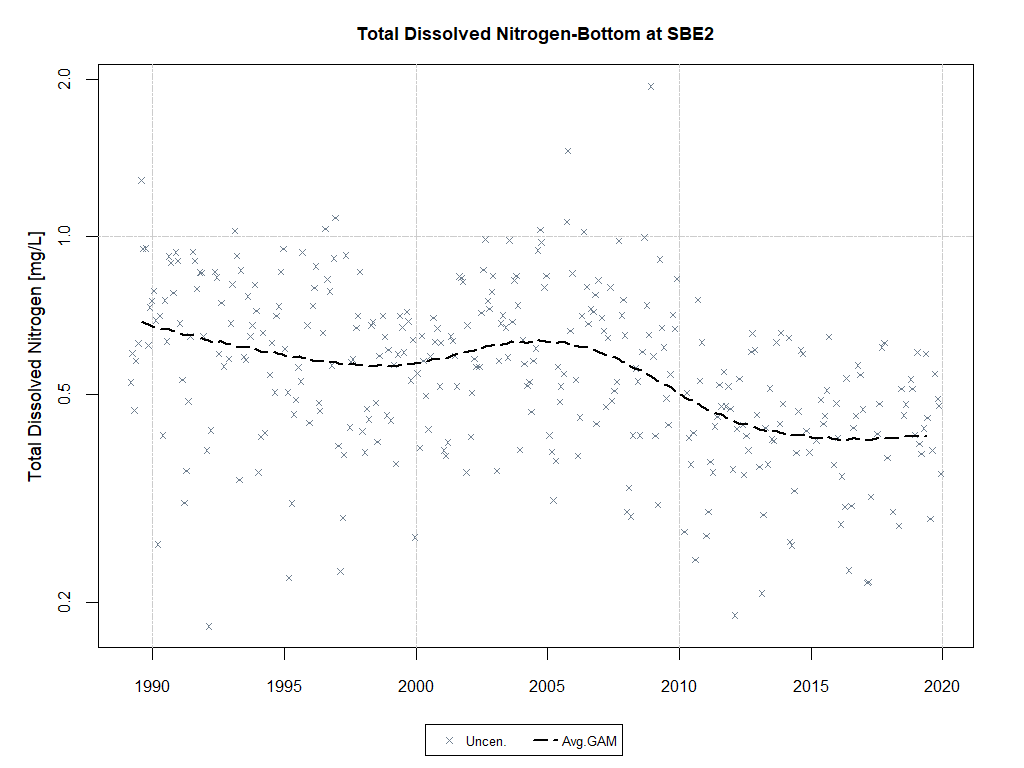 Total Dissolved Nitrogen-Bottom at SBE2
Total Dissolved Nitrogen [mg/L]
2.0
1.0
0.5
0.2
1990 1995 2000 2005 2010 2015 2020
Uncen. Avg.GAM